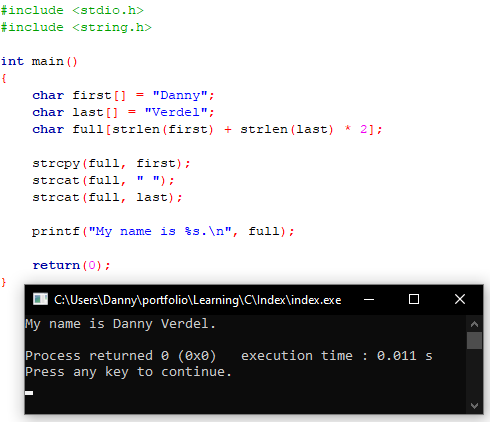 #include <stdio.h>
#include <string.h>

int main()
{
    char first[] = "Danny";
    char last[] = "Verdel";
    char full[strlen(first) + strlen(last) * 2];

    strcpy(full, first);
    strcat(full, " ");
    strcat(full, last);

    printf("My name is %s.\n", full);

    return(0);
}
C:\Users\Danny\portfolio\Learning\C\Index\index.exe
My name is Danny Verdel.

Process returned 0 (0x0)   execution time : 0.011 s
Press any key to continue.